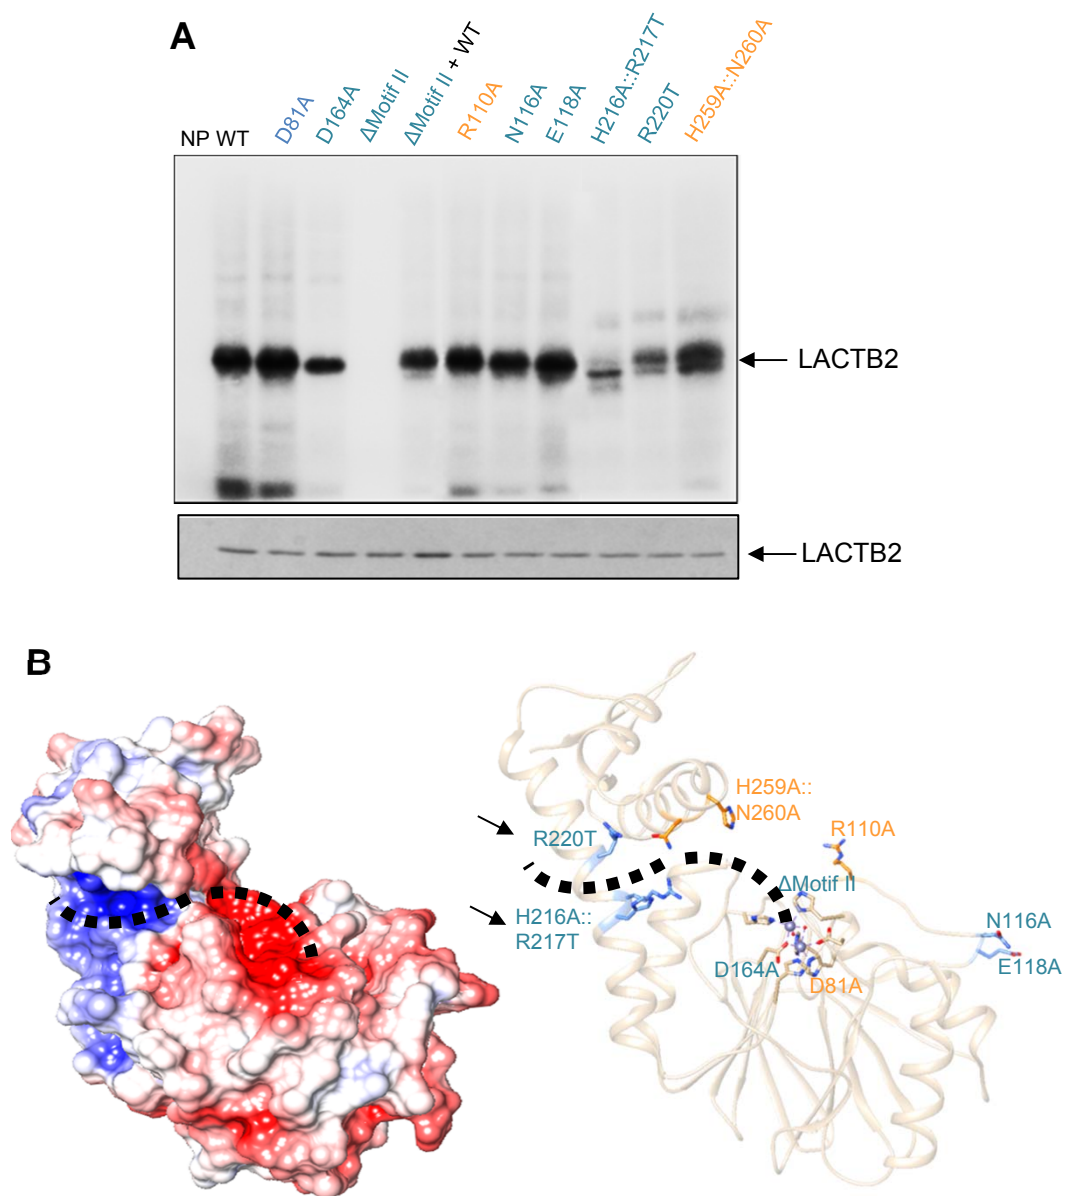 A
NP WT D81A D164A ΔMotif II ΔMotif II + WT R110A N116A E118A H216A::R217T R220T H259A::N260A
LACTB2
LACTB2
B
H259A::
N260A
R220T
R110A
ΔMotif II
H216A::
R217T
N116A
D164A
E118A
D81A